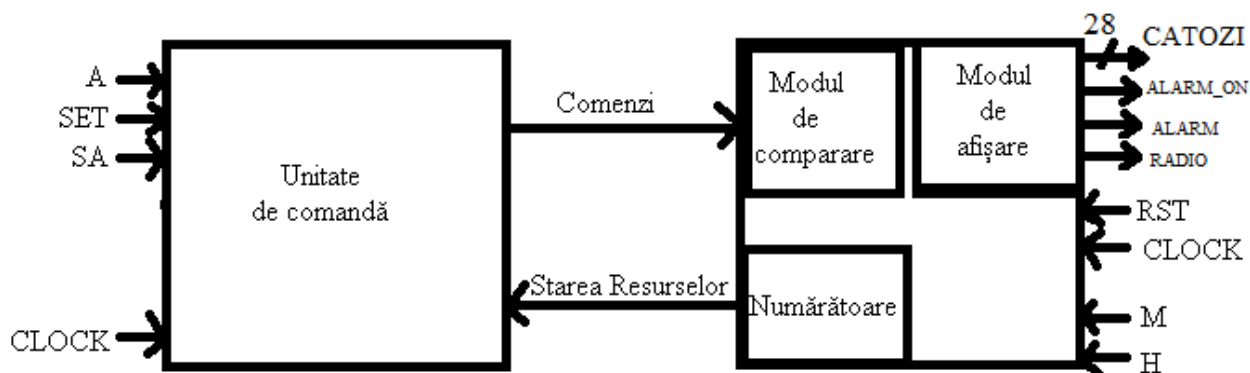 A
SET
SA
CLOCK
Unitate
de comandă
Comenzi
Starea Resurselor
Modul
de
comparare
Modul
de
afișare
Numărătoare
28
CATOZI
ALARM_ON
ALARM
RADIO
RST
CLOCK
M
H